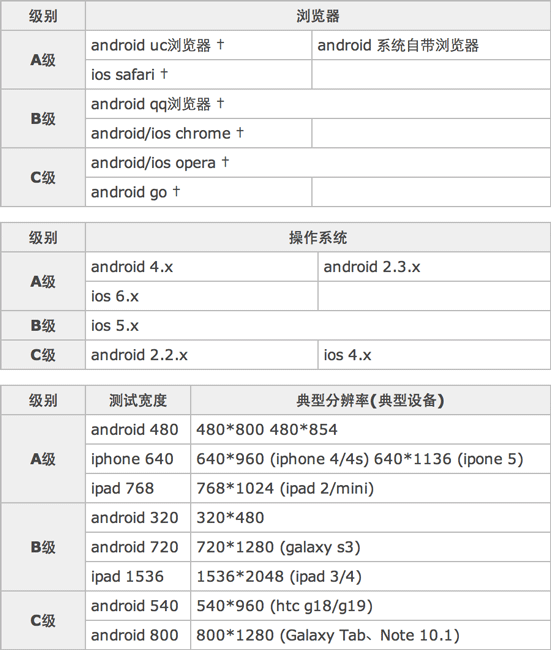 级别 浏览器
A级 android uc浏览器 † android 系统自带浏览器
ios safari †
B级 android qq浏览器 †
android/ios chrome †
C级 android/ios opera †
android go †
级别 操作系统
A级 android 4.x android 2.3.x
ios 6.x
B级 ios 5.x
C级 android 2.2.x ios 4.x
级别 测试宽度 典型分辨率(典型设备)
A级 android 480 480*800 480*854
iphone 640 640*960 (iphone 4/4s) 640*1136 (ipone 5)
ipad 768 768*1024 (ipad 2/mini)
B级 android 320 320*480
android 720 720*1280 (galaxy s3)
ipad 1536 1536*2048 (ipad 3/4)
C级 android 540 540*960 (htc g18/g19)
android 800 800*1280 (Galaxy Tab、Note 10.1)